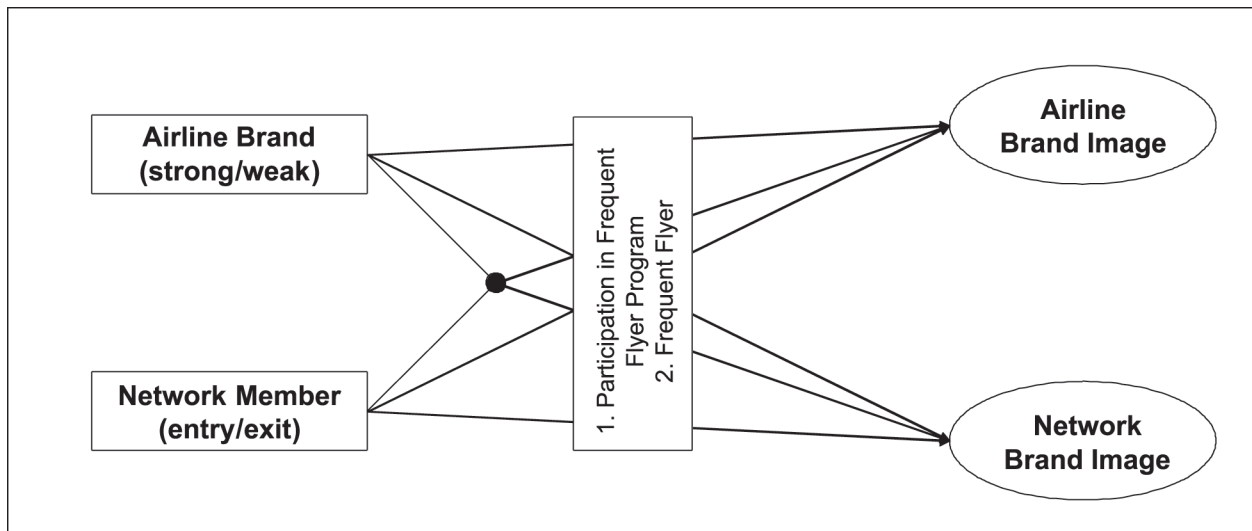 Airline Brand
(strong/weak)
Network Member
(entry/exit)
1. Participation in Frequent
Flyer Program
2. Frequent Flyer
Airline
Brand Image
Network
Brand Image